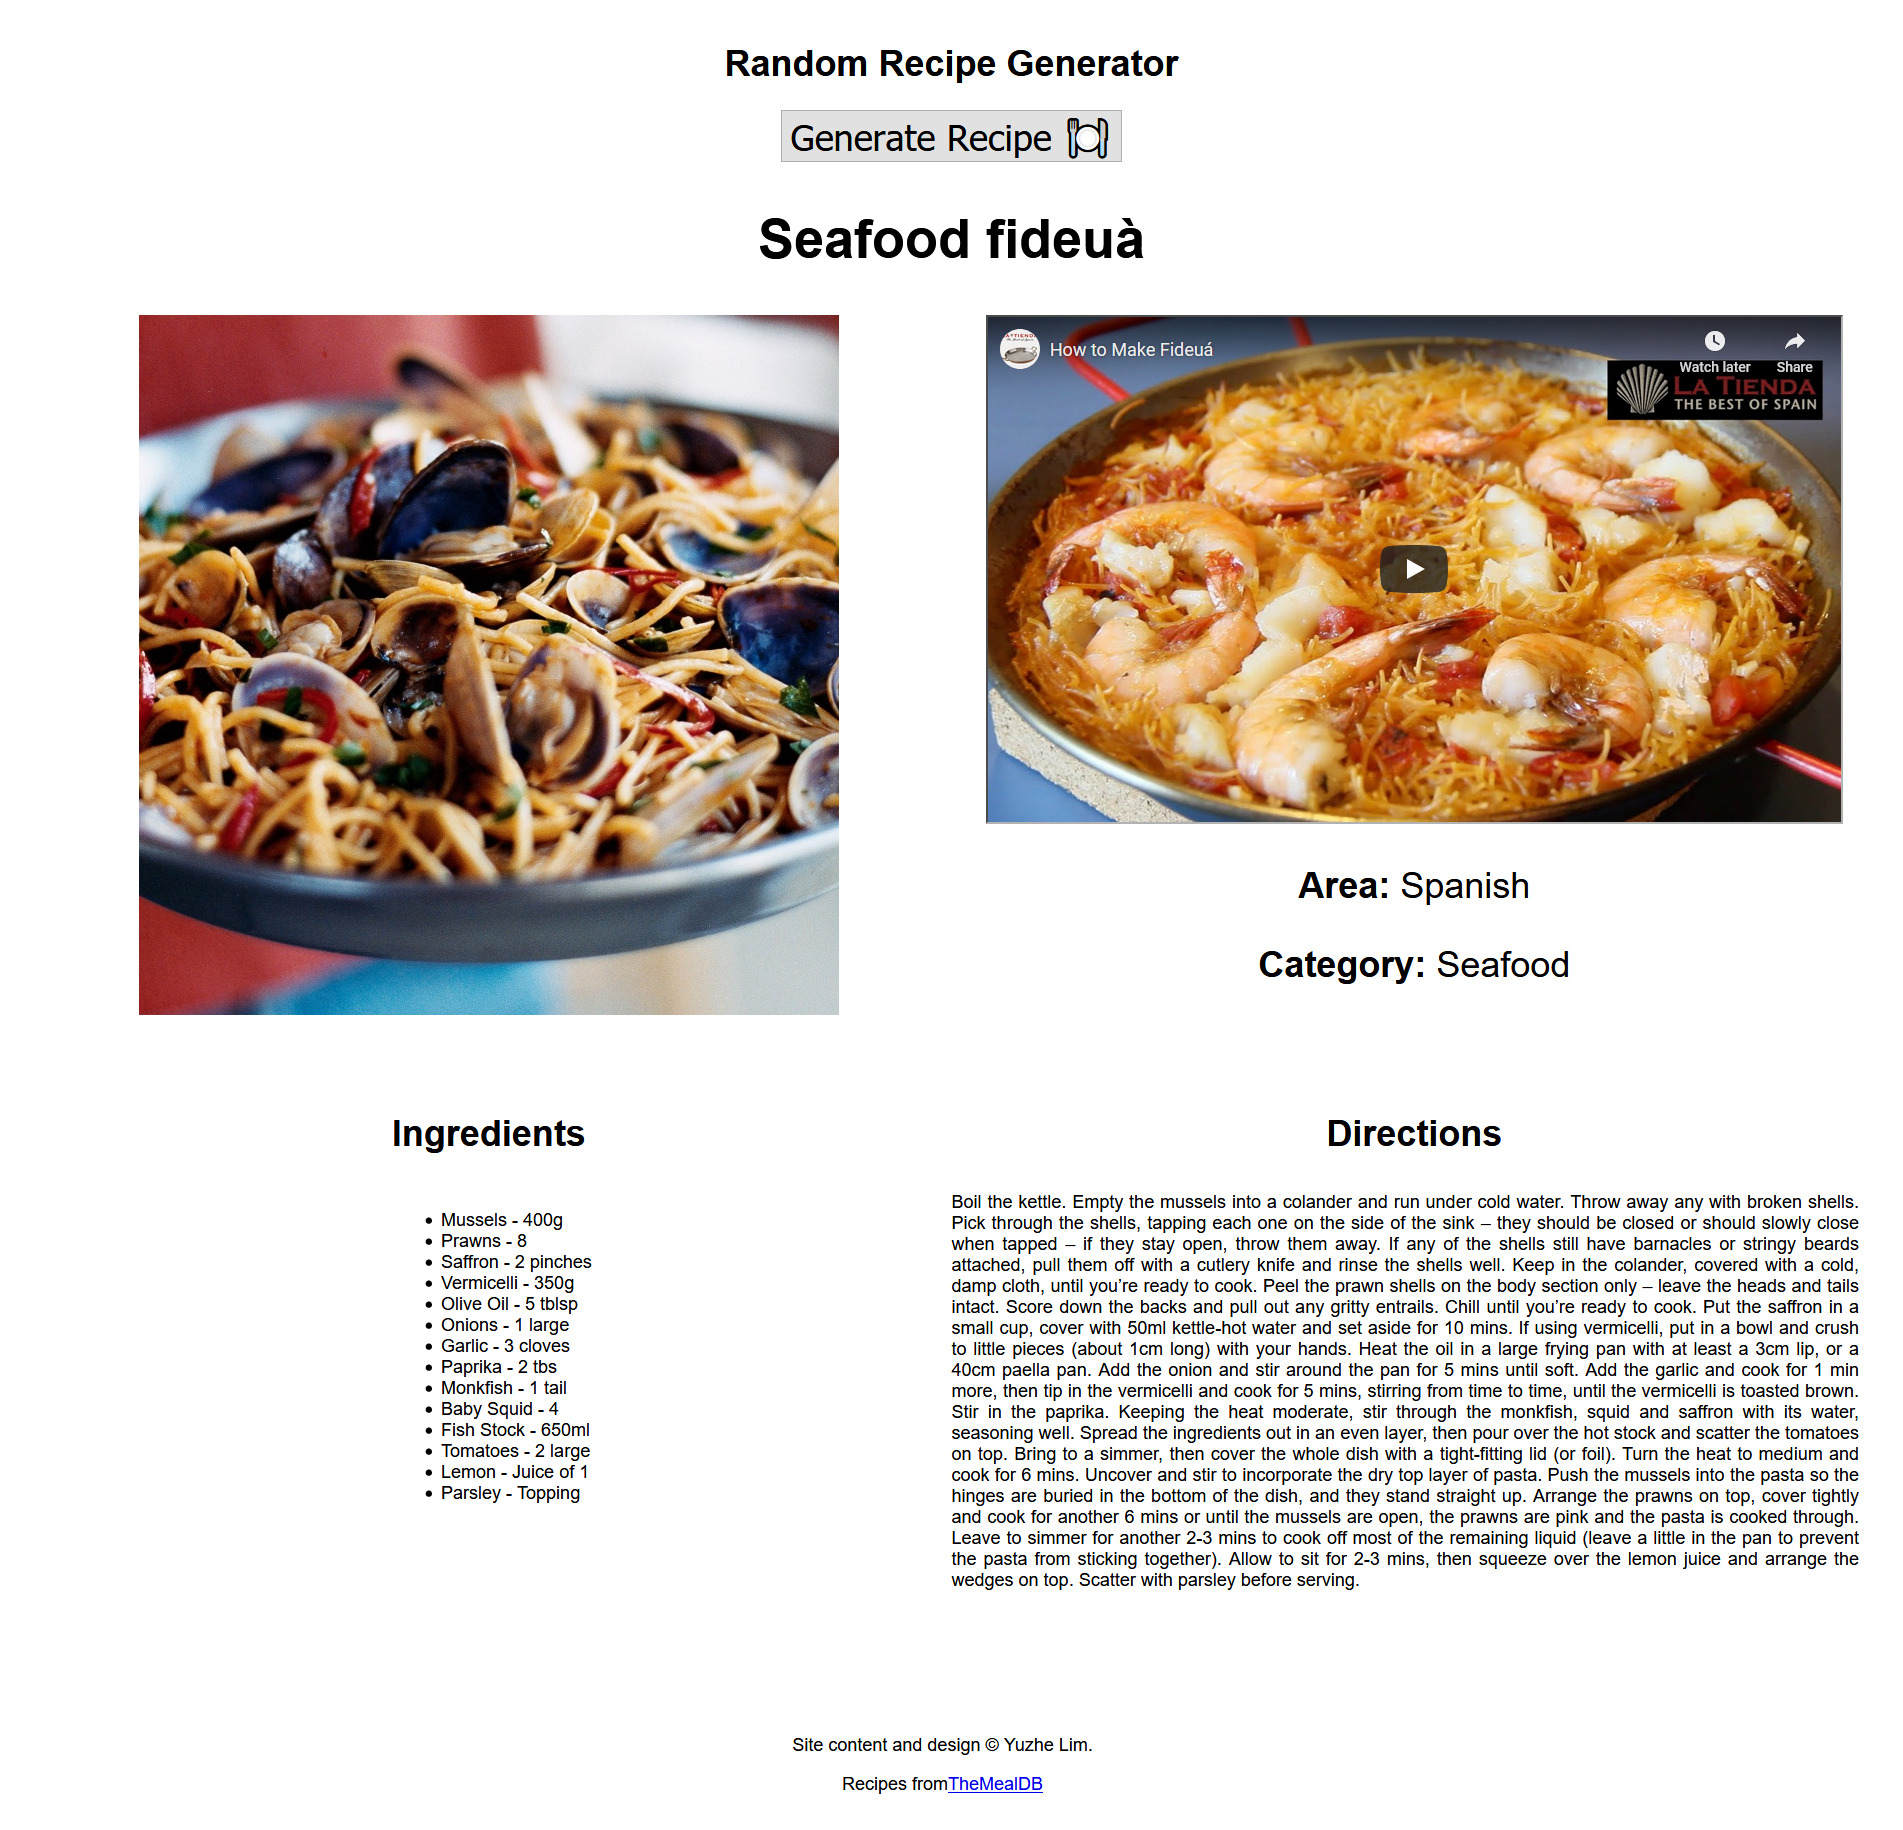 Random Recipe Generator
Generate Recipe 🍽
Seafood fideuà
How to Make Fideuá
Watch later
Share
LA TIENDA
THE BEST OF SPAIN
Area: Spanish
Category: Seafood
Ingredients
• Mussels - 400g
• Prawns - 8
• Saffron - 2 pinches
• Vermicelli - 350g
• Olive Oil - 5 tblsp
• Onions - 1 large
• Garlic - 3 cloves
• Paprika - 2 tbs
• Monkfish - 1 tail
• Baby Squid - 4
• Fish Stock - 650ml
• Tomatoes - 2 large
• Lemon - Juice of 1
• Parsley - Topping
Directions
Boil the kettle. Empty the mussels into a colander and run under cold water. Throw away any with broken shells.
Pick through the shells, tapping each one on the side of the sink – they should be closed or should slowly close
when tapped – if they stay open, throw them away. If any of the shells still have barnacles or stringy beards
attached, pull them off with a cutlery knife and rinse the shells well. Keep in the colander, covered with a cold,
damp cloth, until you’re ready to cook. Peel the prawn shells on the body section only – leave the heads and tails
intact. Score down the backs and pull out any gritty entrails. Chill until you’re ready to cook. Put the saffron in a
small cup, cover with 50ml kettle-hot water and set aside for 10 mins. If using vermicelli, put in a bowl and crush
to little pieces (about 1cm long) with your hands. Heat the oil in a large frying pan with at least a 3cm lip, or a
40cm paella pan. Add the onion and stir around the pan for 5 mins until soft. Add the garlic and cook for 1 min
more, then tip in the vermicelli and cook for 5 mins, stirring from time to time, until the vermicelli is toasted brown.
Stir in the paprika. Keeping the heat moderate, stir through the monkfish, squid and saffron with its water,
seasoning well. Spread the ingredients out in an even layer, then pour over the hot stock and scatter the tomatoes
on top. Bring to a simmer, then cover the whole dish with a tight-fitting lid (or foil). Turn the heat to medium and
cook for 6 mins. Uncover and stir to incorporate the dry top layer of pasta. Push the mussels into the pasta so the
hinges are buried in the bottom of the dish, and they stand straight up. Arrange the prawns on top, cover tightly
and cook for another 6 mins or until the mussels are open, the prawns are pink and the pasta is cooked through.
Leave to simmer for another 2-3 mins to cook off most of the remaining liquid (leave a little in the pan to prevent
the pasta from sticking together). Allow to sit for 2-3 mins, then squeeze over the lemon juice and arrange the
wedges on top. Scatter with parsley before serving.
Site content and design © Yuzhe Lim.
Recipes fromTheMealDB